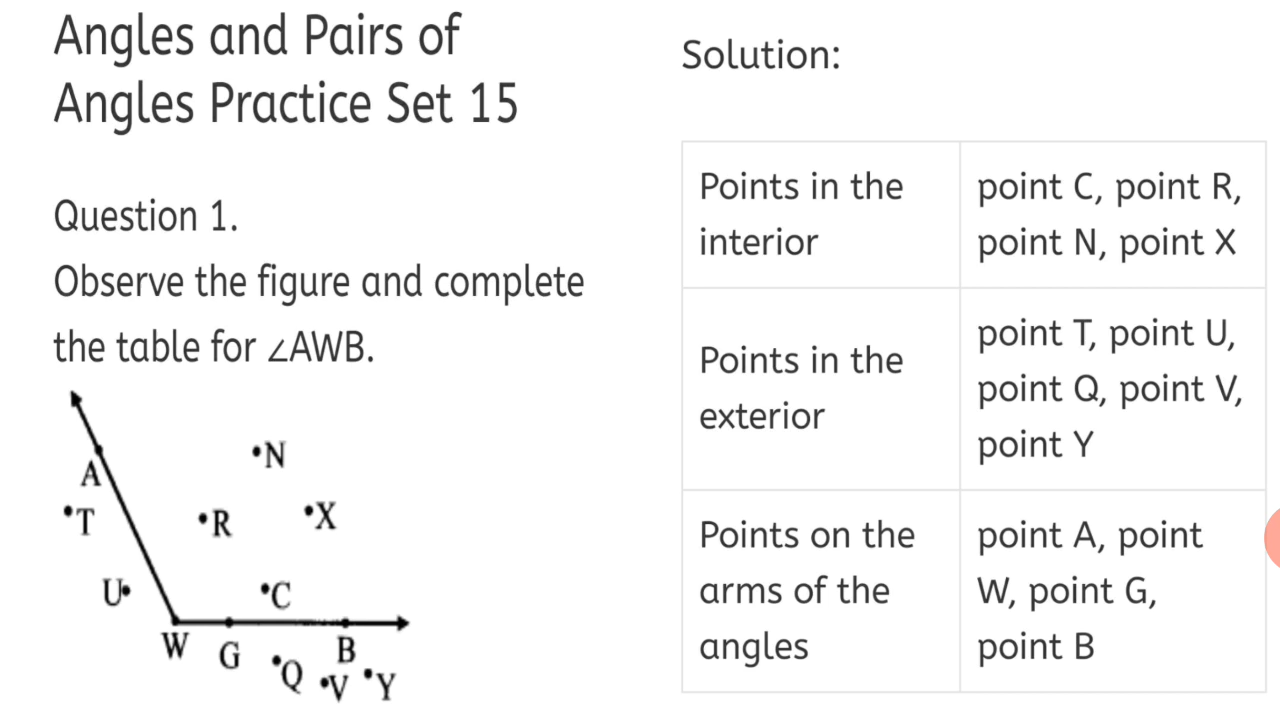 Angles and Pairs of
Angles Practice Set 15
Question 1.
Observe the figure and complete
the table for ∠AWB.
N
A
T
R
X
U
C
W
G
B
Q
V
Y
Solution:
Points in the
interior
point C, point R,
point N, point X
Points in the
exterior
point T, point U,
point Q, point V,
point Y
Points on the
arms of the
angles
point A, point
W, point G,
point B